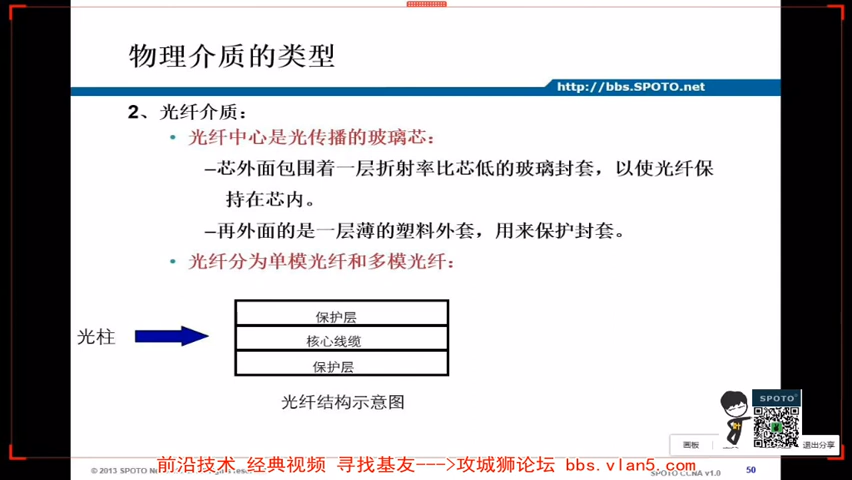 物理介质的类型
http://bbs.SPOTO.net
2、光纤介质：
• 光纤中心是光传播的玻璃芯：
–芯外面包围着一层折射率比芯低的玻璃封套，以使光纤保
持在芯内。
–再外面的是一层薄的塑料外套，用来保护封套。
• 光纤分为单模光纤和多模光纤：
保护层
光柱
核心线缆
保护层
光纤结构示意图
SPOTO
画板
退出分享
© 2013 SPOTO
前沿技术 经典视频 寻找基友--->攻城狮论坛 bbs.vlan5.com
SPOTO CCNA v1.0
50